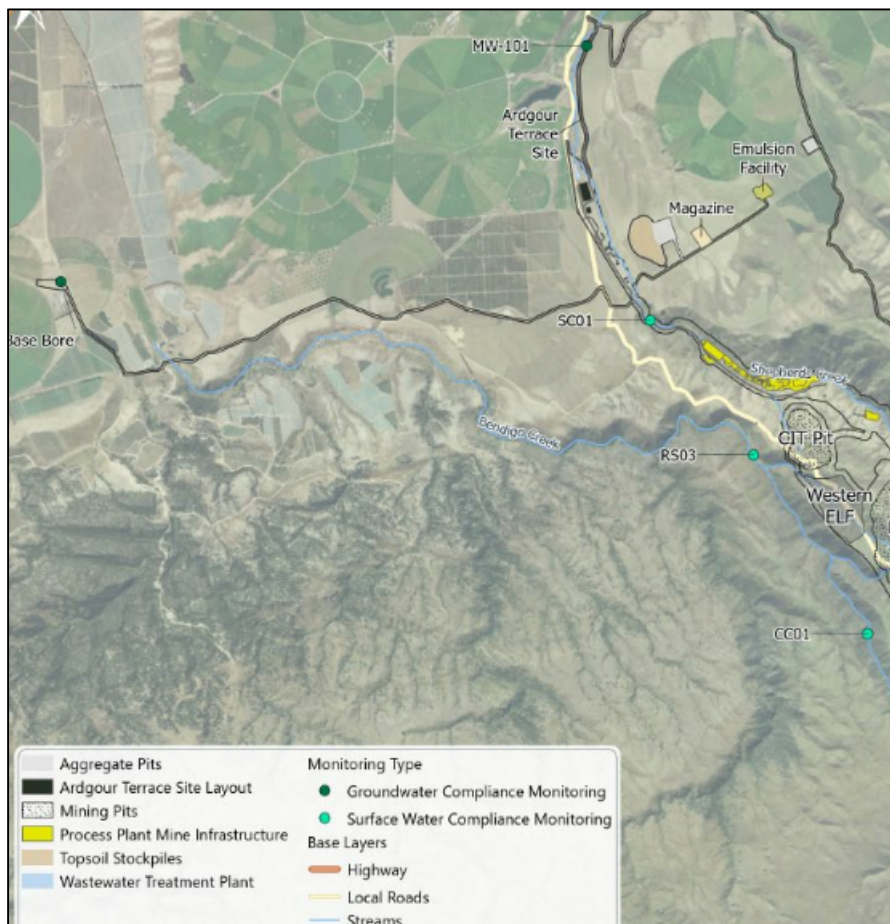 MW-101
Ardgour
Terrace
Site
Emulsion
Facility
Magazine
Base Bore
SC01
Shepherds Creek
Bendigo Creek
CIT Pit
RS03
Western
ELF
CC01
Aggregate Pits
Ardgour Terrace Site Layout
Mining Pits
Process Plant Mine Infrastructure
Topsoil Stockpiles
Wastewater Treatment Plant
Monitoring Type
Groundwater Compliance Monitoring
Surface Water Compliance Monitoring
Base Layers
Highway
Local Roads
Streams